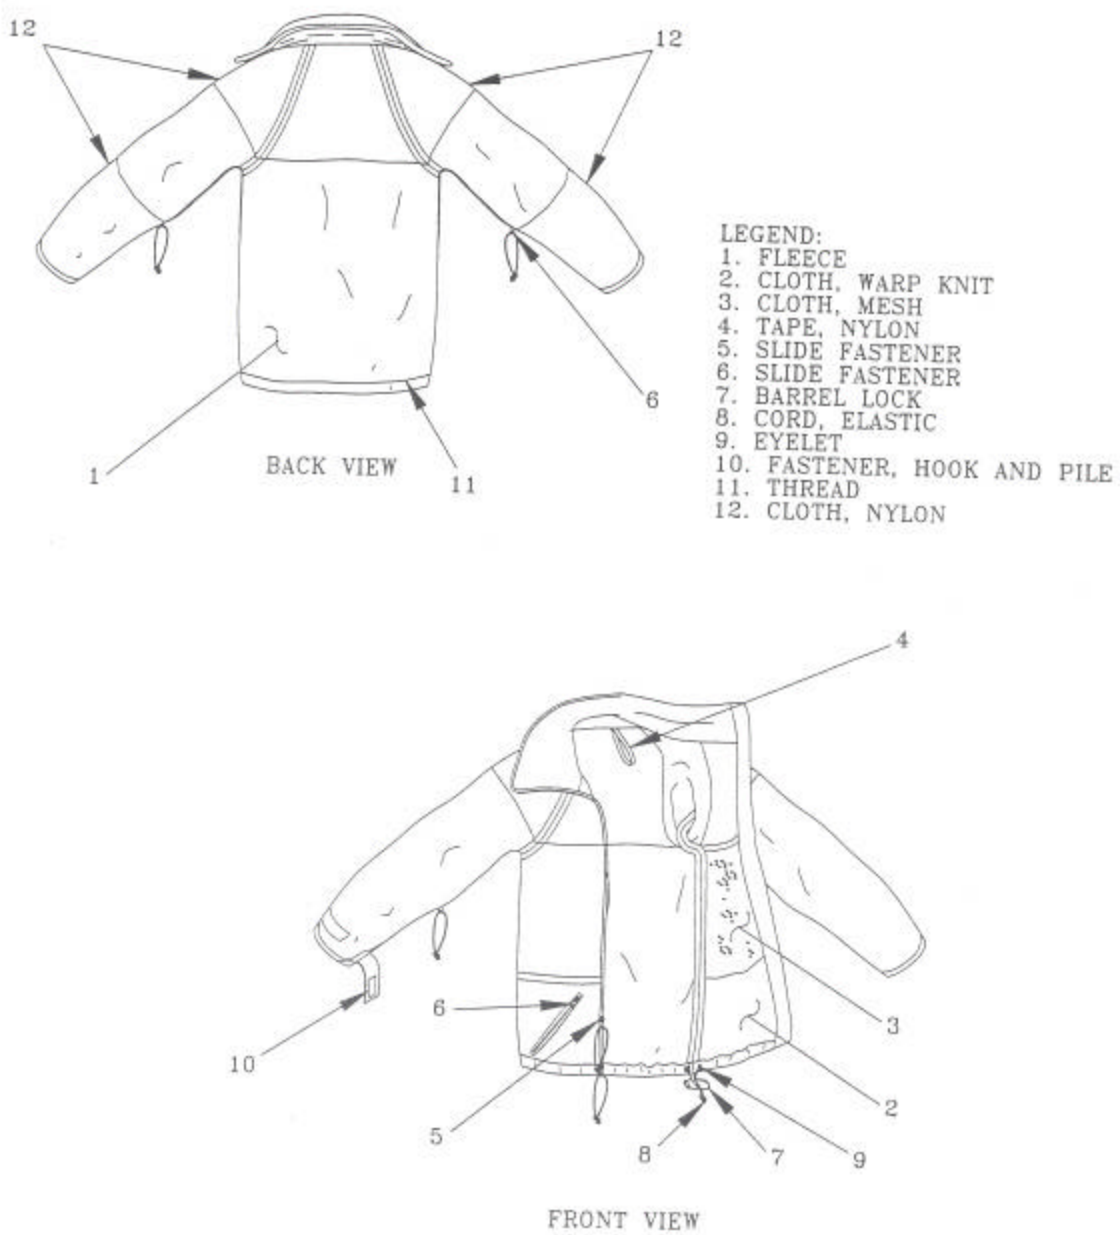 12
12
LEGEND:
1. FLEECE
2. CLOTH, WARP KNIT
3. CLOTH, MESH
4. TAPE, NYLON
5. SLIDE FASTENER
6. SLIDE FASTENER
7. BARREL LOCK
8. CORD, ELASTIC
9. EYELET
10. FASTENER, HOOK AND PILE
11. THREAD
12. CLOTH, NYLON
6
1
BACK VIEW
11
4
6
3
10
2
5
8
7
9
FRONT VIEW